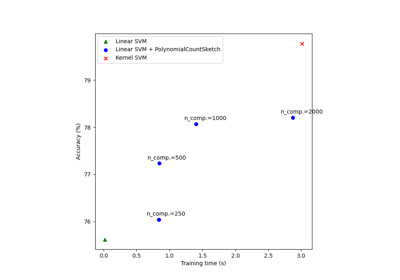 Linear SVM
Linear SVM + PolynomialCountSketch
Kernel SVM
79
n_comp.=2000
n_comp.=1000
78
Accuracy (%)
n_comp.=500
77
n_comp.=250
76
0.0 0.5 1.0 1.5 2.0 2.5 3.0
Training time (s)